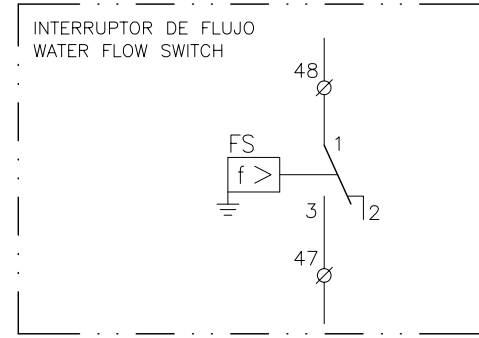 INTERRUPTOR DE FLUJO
WATER FLOW SWITCH
48
FS
1
f >
3
2
47